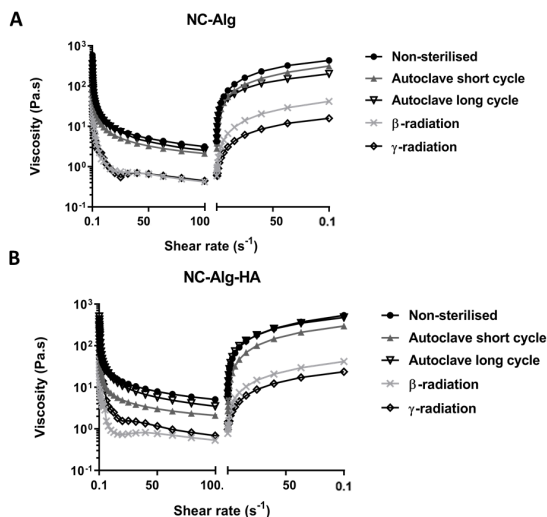 A
NC-Alg
Viscosity (Pa.s)
10³
10²
10¹
10⁰
10⁻¹
0.1
50
100
50
0.1
Shear rate (s⁻¹)
Non-sterilised
Autoclave short cycle
Autoclave long cycle
β-radiation
γ-radiation
B
NC-Alg-HA
Viscosity (Pa.s)
10³
10²
10¹
10⁰
10⁻¹
0.1
50
100.
50
0.1
Shear rate (s⁻¹)
Non-sterilised
Autoclave short cycle
Autoclave long cycle
β-radiation
γ-radiation